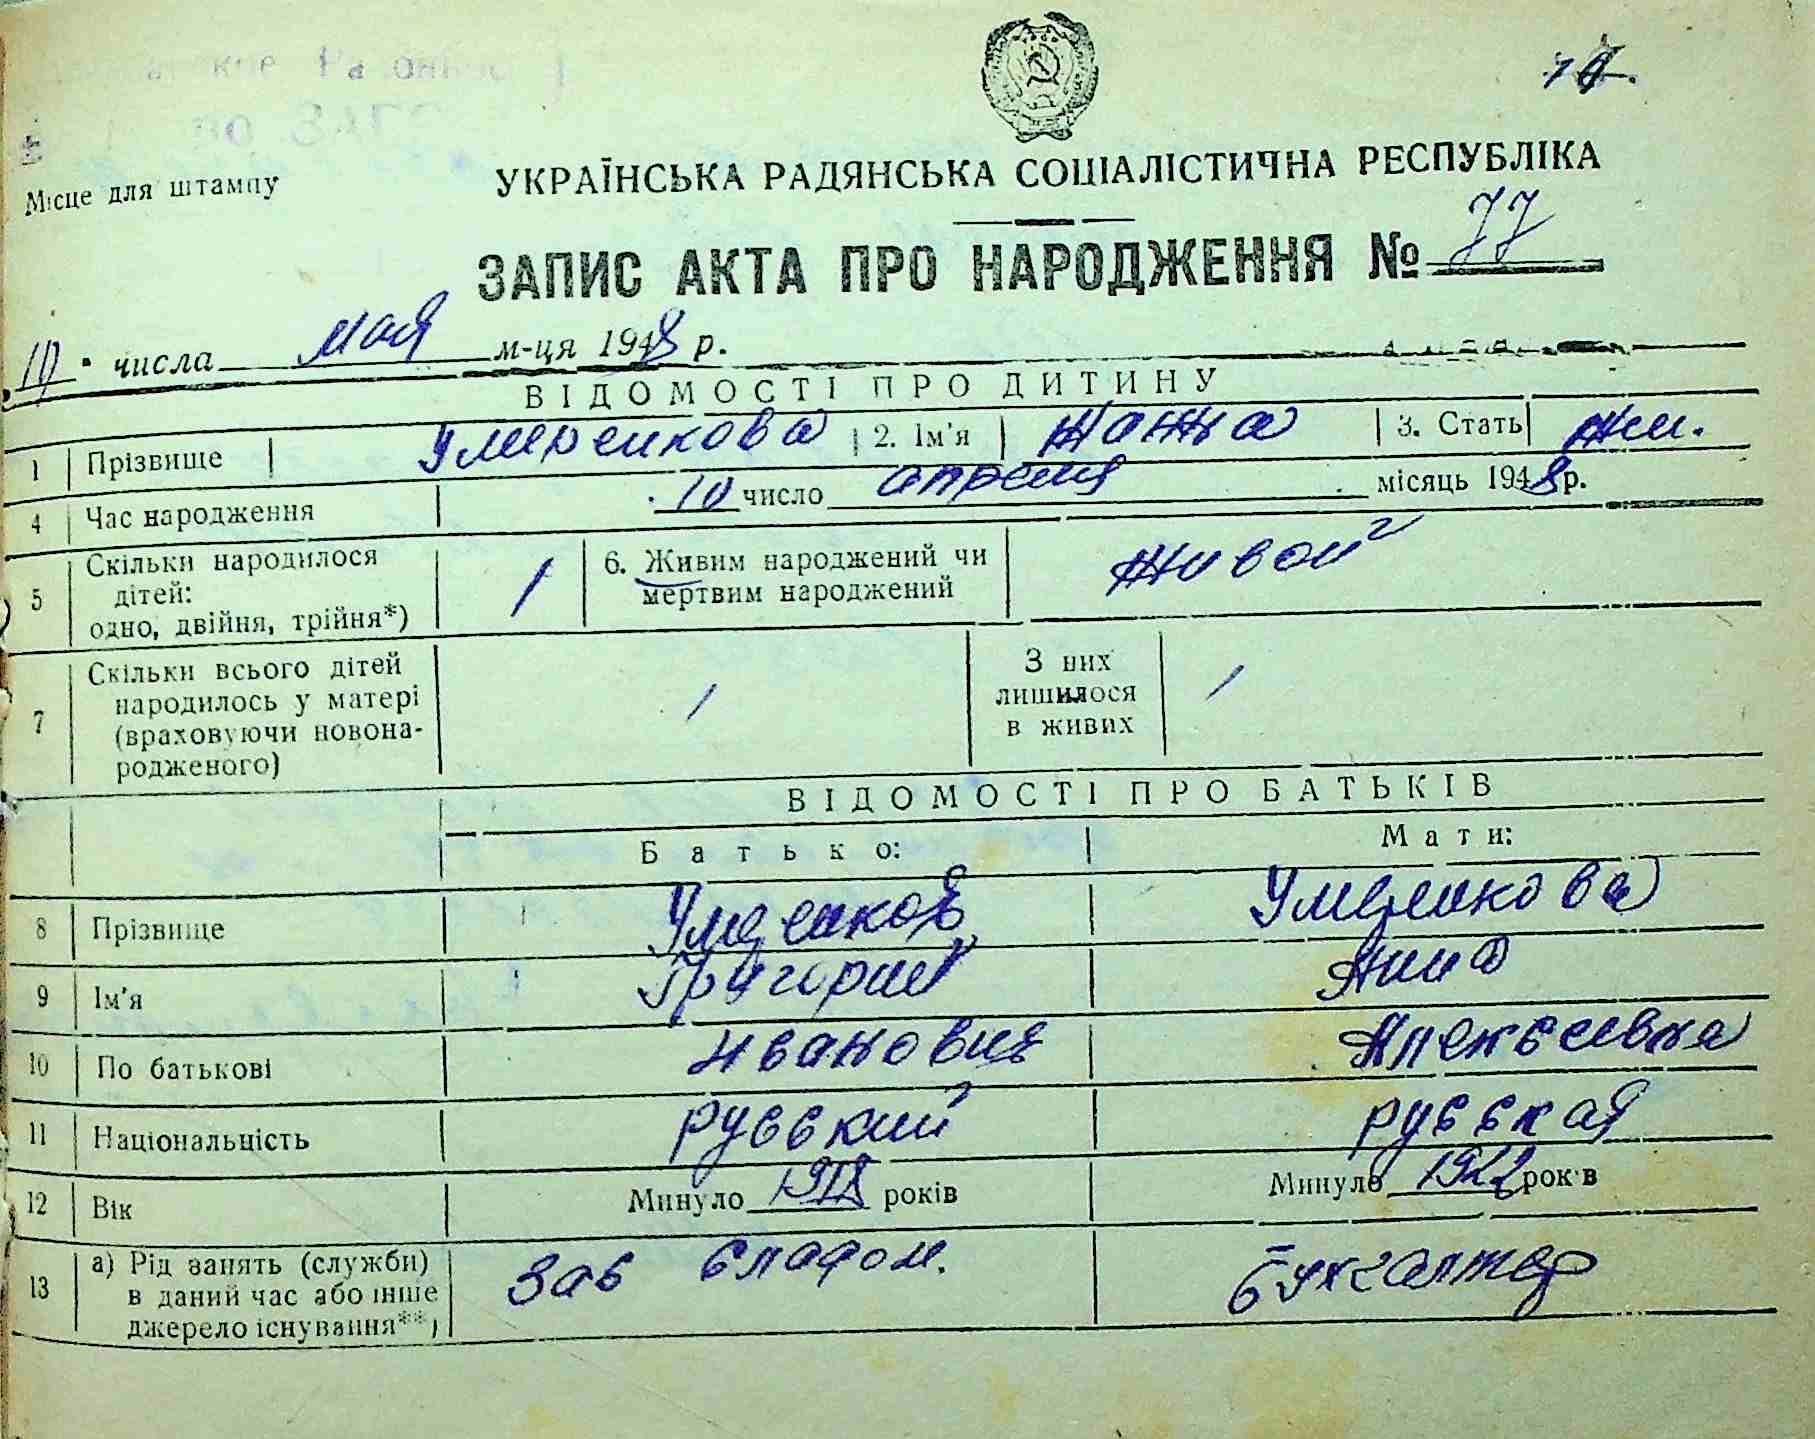 Місце для штампу
УКРАЇНСЬКА РАДЯНСЬКА СОЦІАЛІСТИЧНА РЕСПУБЛІКА
ЗАПИС АКТА ПРО НАРОДЖЕННЯ № 77
10 числа мая м-ця 1948 р.
ВІДОМОСТІ ПРО ДИТИНУ
1 Прізвище Умеренкова 2. Ім'я Жанна 3. Стать жен.
4 Час народження 10 число апреля місяць 1948 р.
5 Скільки народилося дітей: одно, двійня, трійня*) 1 6. Живим народжений чи мертвим народжений живой
7 Скільки всього дітей народилось у матері (враховуючи новонародженого) 1 З них лишилося в живих 1
ВІДОМОСТІ ПРО БАТЬКІВ
Батько: Мати:
8 Прізвище Умеренков Умеренкова
9 Ім'я Григорий Анна
10 По батькові Иванович Алексеевна
11 Національність русский русская
12 Вік Минуло 1918 років Минуло 1922 років
13 а) Рід занять (служби) в даний час або інше джерело існування**) Зав складом. бухгалтер